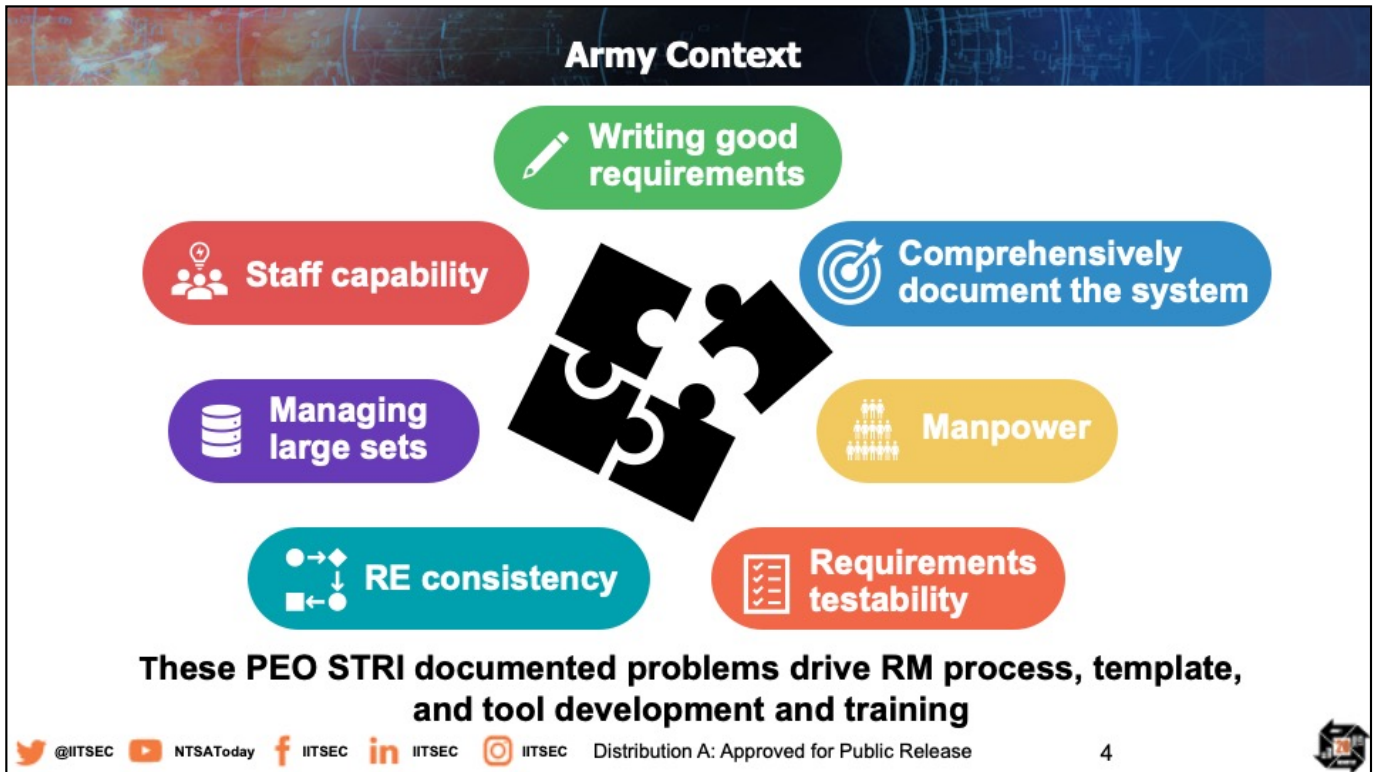 Army Context
Writing good
requirements
Staff capability
Comprehensively
document the system
Managing
large sets
Manpower
RE consistency
Requirements
testability
These PEO STRI documented problems drive RM process, template,
and tool development and training
@IITSEC NTSAToday IITSEC IITSEC IITSEC Distribution A: Approved for Public Release 4